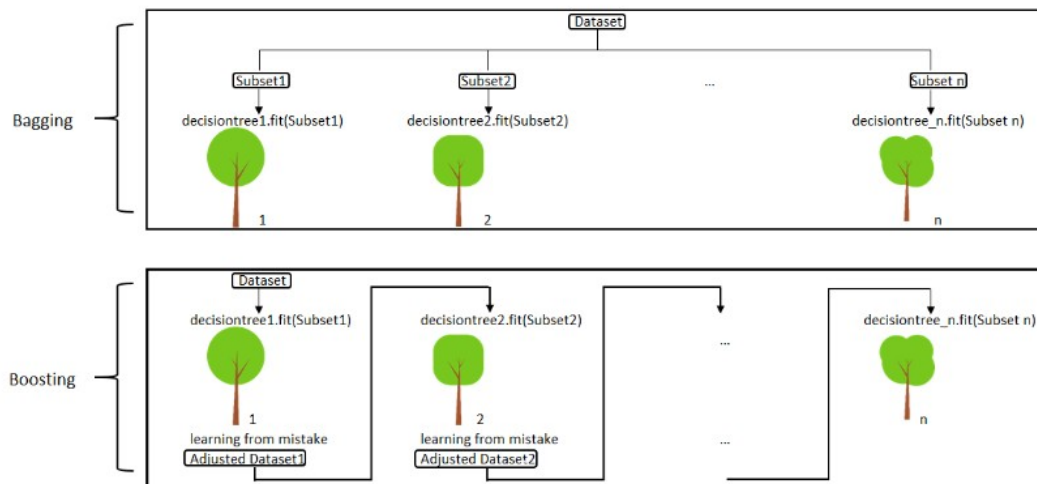 Dataset
Subset1 Subset2 ... Subset n
Bagging
decisiontree1.fit(Subset1) decisiontree2.fit(Subset2) decisiontree_n.fit(Subset n)
1 2 n
Dataset
decisiontree1.fit(Subset1) decisiontree2.fit(Subset2) decisiontree_n.fit(Subset n)
...
Boosting
1 2 n
learning from mistake learning from mistake ...
Adjusted Dataset1 Adjusted Dataset2